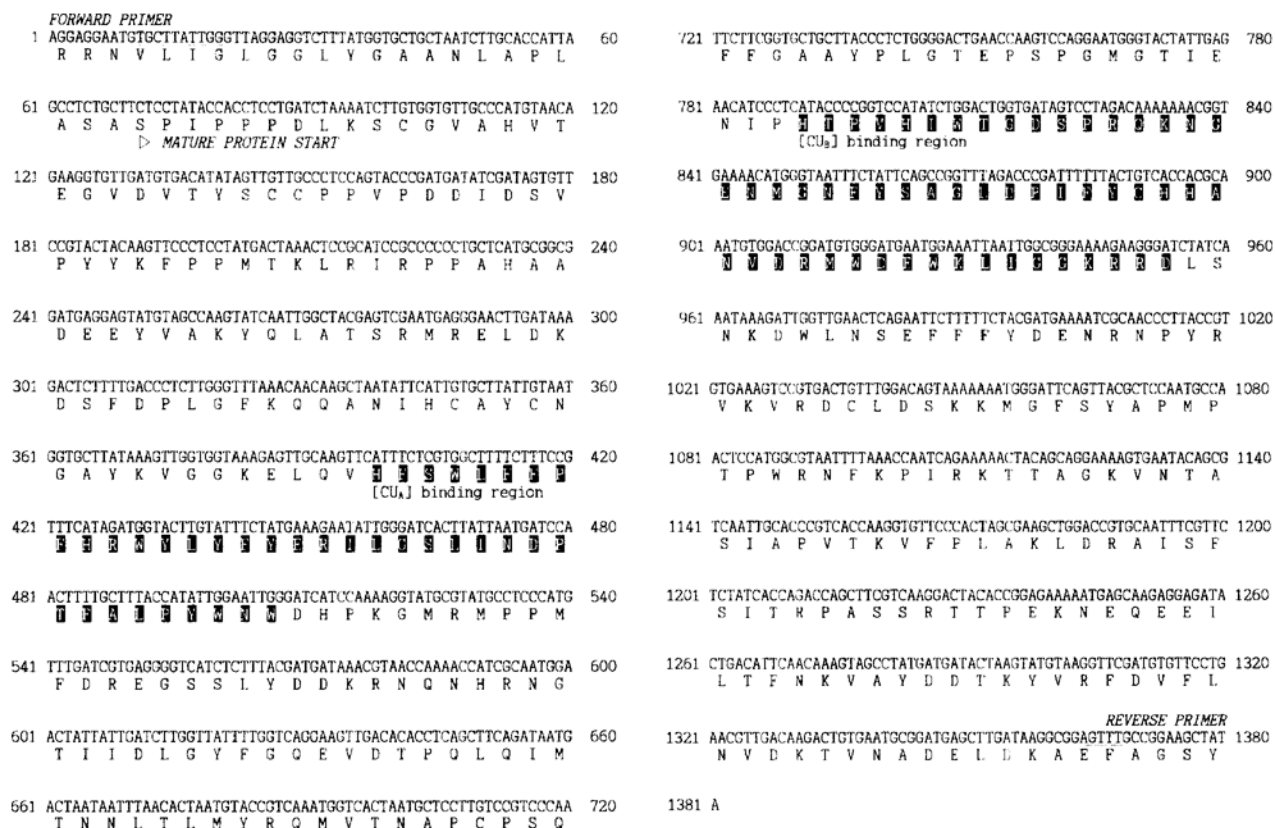 FORWARD PRIMER
1 AGGAGGAATGTGCTTATTGGGTTAGGAGGTCTTTATGGTGCTGCTAATCTTGCACCATTA 60
R R N V L I G L G G L Y G A A N L A P L
61 GCCTCTGCTTCTCCTATACCACCTCCTGATCTAAAATCTTGTGGTGTTGCCCATGTAACA 120
A S A S P I P P P D L K S C G V A H V T
▷ MATURE PROTEIN START
121 GAAGGTGTTGATGTGACATATAGTTGTTGCCCTCCAGTACCCGATGATATCGATAGTGTT 180
E G V D V T Y S C C P P V P D D I D S V
181 CCGTACTACAAGTTCCCTCCTATGACTAAACTCCGCATCCGCCCCCCTGCTCATGCGGCG 240
P Y Y K F P P M T K L R I R P P A H A A
241 GATGAGGAGTATGTAGCCAAGTATCAATTGGCTACGAGTCGAATGAGGGAACTTGATAAA 300
D E E Y V A K Y Q L A T S R M R E L D K
301 GACTCTTTTGACCCTCTTGGGTTTAAACAACAAGCTAATATTCATTGTGCTTATTGTAAT 360
D S F D P L G F K Q Q A N I H C A Y C N
361 GGTGCTTATAAAGTTGGTGGTAAAGAGTTGCAAGTTCATTTCTCGTGGCTTTTCTTTCCG 420
G A Y K V G G K E L Q V H F S W L F F P
[CU_A] binding region
421 TTTCATAGATGGTACTTGTATTTCTATGAAAGAATATTGGGATCACTTATTAATGATCCA 480
F H R W Y L Y F Y E R I L G S L I N D P
481 ACTTTTGCTTTACCATATTGGAATTGGGATCATCCAAAAGGTATGCGTATGCCTCCCATG 540
T F A L P Y W N W D H P K G M R M P P M
541 TTTGATCGTGAGGGGTCATCTCTTTACGATGATAAACGTAACCAAAACCATCGCAATGGA 600
F D R E G S S L Y D D K R N Q N H R N G
601 ACTATTATTGATCTTGGTTATTTTGGTCAGGAAGTTGACACACCTCAGCTTCAGATAATG 660
T I I D L G Y F G Q E V D T P Q L Q I M
661 ACTAATAATTTAACACTAATGTACCGTCAAATGGTCACTAATGCTCCTTGTCCGTCCCAA 720
T N N L T L M Y R Q M V T N A P C P S Q
721 TTCTTCGGTGCTGCTTACCCTCTGGGGACTGAACCAAGTCCAGGAATGGGTACTATTGAG 780
F F G A A Y P L G T E P S P G M G T I E
781 AACATCCCTCATACCCCGGTCCATATCTGGACTGGTGATAGTCCTAGACAAAAAAACGGT 840
N I P H T P V H I W T G D S P R Q K N G
[CU_B] binding region
841 GAAAACATGGGTAATTTCTATTCAGCCGGTTTAGACCCGATTTTTTACTGTCACCACGCA 900
E N M G N F Y S A G L D P I F Y C H H A
901 AATGTGGACCGGATGTGGGATGAATGGAAATTAATTGGCGGGAAAAGAAGGGATCTATCA 960
N V D R M W D E W K L I G G K R R D L S
961 AATAAAGATTGGTTGAACTCAGAATTCTTTTTCTACGATGAAAATCGCAACCCTTACCGT 1020
N K D W L N S E F F F Y D E N R N P Y R
1021 GTGAAAGTCCGTGACTGTTTGGACAGTAAAAAAATGGGATTCAGTTACGCTCCAATGCCA 1080
V K V R D C L D S K K M G F S Y A P M P
1081 ACTCCATGGCGTAATTTTAAACCAATCAGAAAAACTACAGCAGGAAAAGTGAATACAGCG 1140
T P W R N F K P I R K T T A G K V N T A
1141 TCAATTGCACCCGTCACCAAGGTGTTCCCACTAGCGAAGCTGGACCGTGCAATTTCGTTC 1200
S I A P V T K V F P L A K L D R A I S F
1201 TCTATCACCAGACCAGCTTCGTCAAGGACTACACCGGAGAAAAATGAGCAAGAGGAGATA 1260
S I T R P A S S R T T P E K N E Q E E I
1261 CTGACATTCAACAAAGTAGCCTATGATGATACTAAGTATGTAAGGTTCGATGTGTTCCTG 1320
L T F N K V A Y D D T K Y V R F D V F L
REVERSE PRIMER
1321 AACGTTGACAAGACTGTGAATGCGGATGAGCTTGATAAGGCGGAGTTTGCCGGAAGCTAT 1380
N V D K T V N A D E L D K A E F A G S Y
1381 A